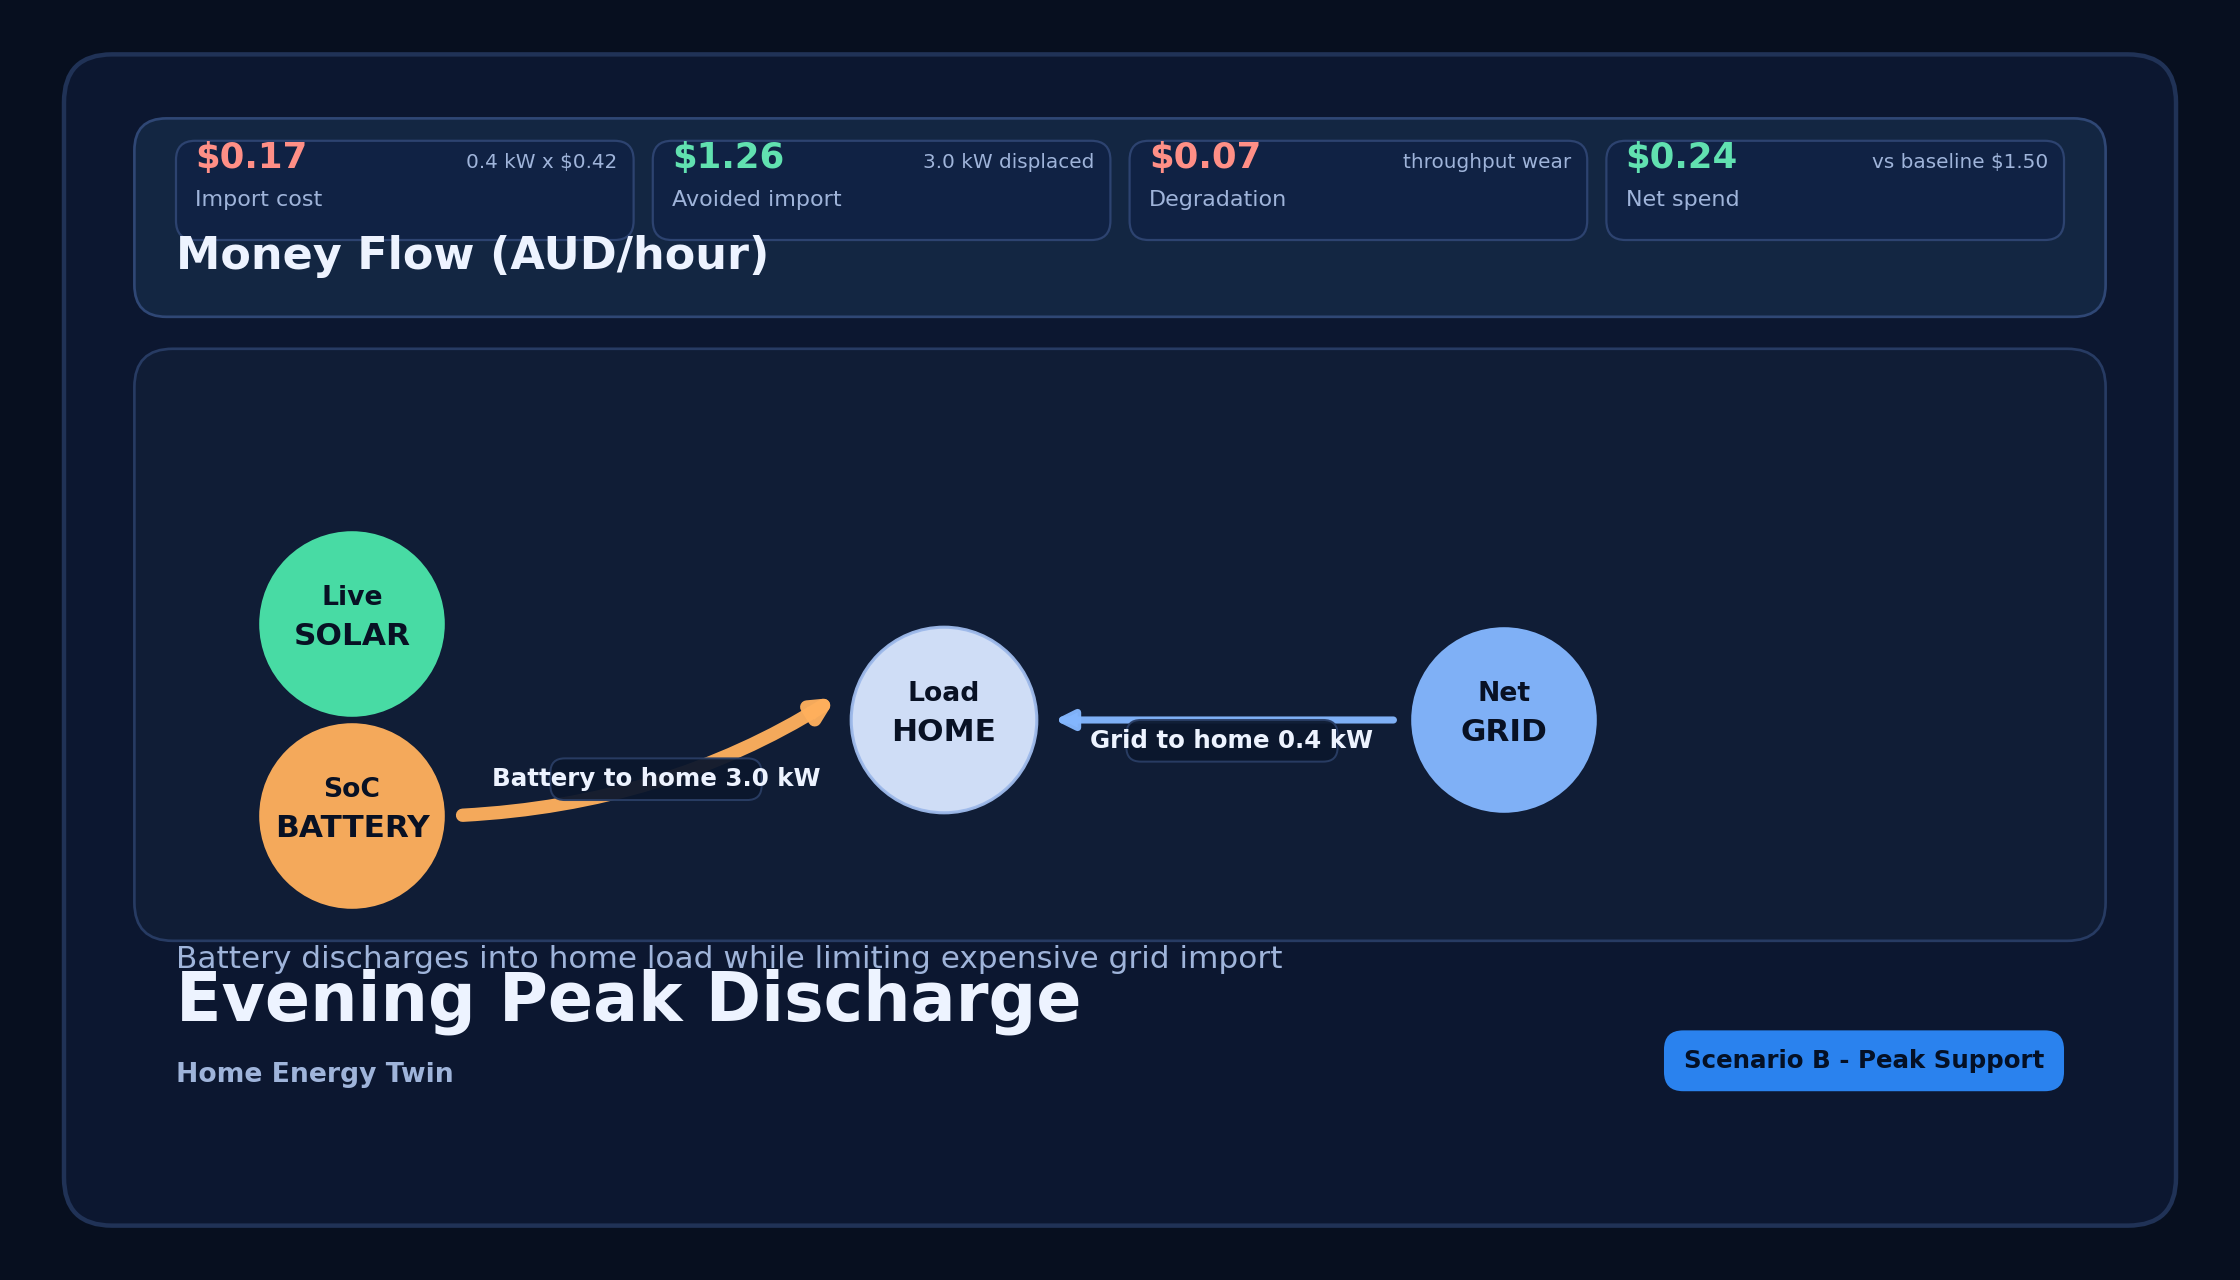 $0.17
0.4 kW x $0.42
Import cost
$1.26
3.0 kW displaced
Avoided import
$0.07
throughput wear
Degradation
$0.24
vs baseline $1.50
Net spend
Money Flow (AUD/hour)
Live
SOLAR
SoC
BATTERY
Battery to home 3.0 kW
Load
HOME
Grid to home 0.4 kW
Net
GRID
Battery discharges into home load while limiting expensive grid import
Evening Peak Discharge
Home Energy Twin
Scenario B - Peak Support